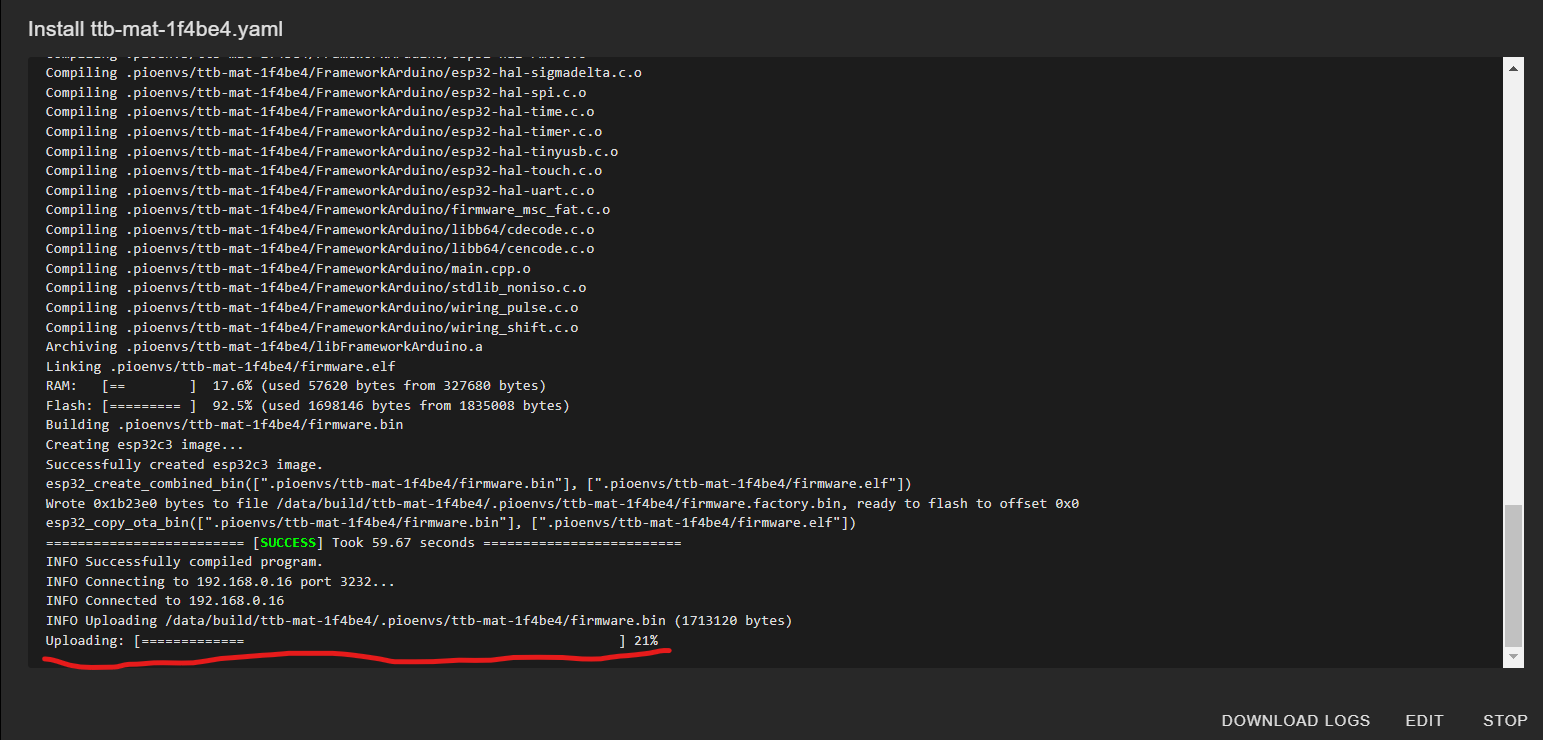 Install ttb-mat-1f4be4.yaml
Compiling .pioenvs/ttb-mat-1f4be4/FrameworkArduino/esp32-hal-sigmadelta.c.o
Compiling .pioenvs/ttb-mat-1f4be4/FrameworkArduino/esp32-hal-spi.c.o
Compiling .pioenvs/ttb-mat-1f4be4/FrameworkArduino/esp32-hal-time.c.o
Compiling .pioenvs/ttb-mat-1f4be4/FrameworkArduino/esp32-hal-timer.c.o
Compiling .pioenvs/ttb-mat-1f4be4/FrameworkArduino/esp32-hal-tinyusb.c.o
Compiling .pioenvs/ttb-mat-1f4be4/FrameworkArduino/esp32-hal-touch.c.o
Compiling .pioenvs/ttb-mat-1f4be4/FrameworkArduino/esp32-hal-uart.c.o
Compiling .pioenvs/ttb-mat-1f4be4/FrameworkArduino/firmware_msc_fat.c.o
Compiling .pioenvs/ttb-mat-1f4be4/FrameworkArduino/libb64/cdecode.c.o
Compiling .pioenvs/ttb-mat-1f4be4/FrameworkArduino/libb64/cencode.c.o
Compiling .pioenvs/ttb-mat-1f4be4/FrameworkArduino/main.cpp.o
Compiling .pioenvs/ttb-mat-1f4be4/FrameworkArduino/stdlib_noniso.c.o
Compiling .pioenvs/ttb-mat-1f4be4/FrameworkArduino/wiring_pulse.c.o
Compiling .pioenvs/ttb-mat-1f4be4/FrameworkArduino/wiring_shift.c.o
Archiving .pioenvs/ttb-mat-1f4be4/libFrameworkArduino.a
Linking .pioenvs/ttb-mat-1f4be4/firmware.elf
RAM:   [==        ]  17.6% (used 57620 bytes from 327680 bytes)
Flash: [========= ]  92.5% (used 1698146 bytes from 1835008 bytes)
Building .pioenvs/ttb-mat-1f4be4/firmware.bin
Creating esp32c3 image...
Successfully created esp32c3 image.
esp32_create_combined_bin([".pioenvs/ttb-mat-1f4be4/firmware.bin"], [".pioenvs/ttb-mat-1f4be4/firmware.elf"])
Wrote 0x1b23e0 bytes to file /data/build/ttb-mat-1f4be4/.pioenvs/ttb-mat-1f4be4/firmware.factory.bin, ready to flash to offset 0x0
esp32_copy_ota_bin([".pioenvs/ttb-mat-1f4be4/firmware.bin"], [".pioenvs/ttb-mat-1f4be4/firmware.elf"])
========================= [SUCCESS] Took 59.67 seconds =========================
INFO Successfully compiled program.
INFO Connecting to 192.168.0.16 port 3232...
INFO Connected to 192.168.0.16
INFO Uploading /data/build/ttb-mat-1f4be4/.pioenvs/ttb-mat-1f4be4/firmware.bin (1713120 bytes)
Uploading: [=============                                               ] 21%
DOWNLOAD LOGS EDIT STOP